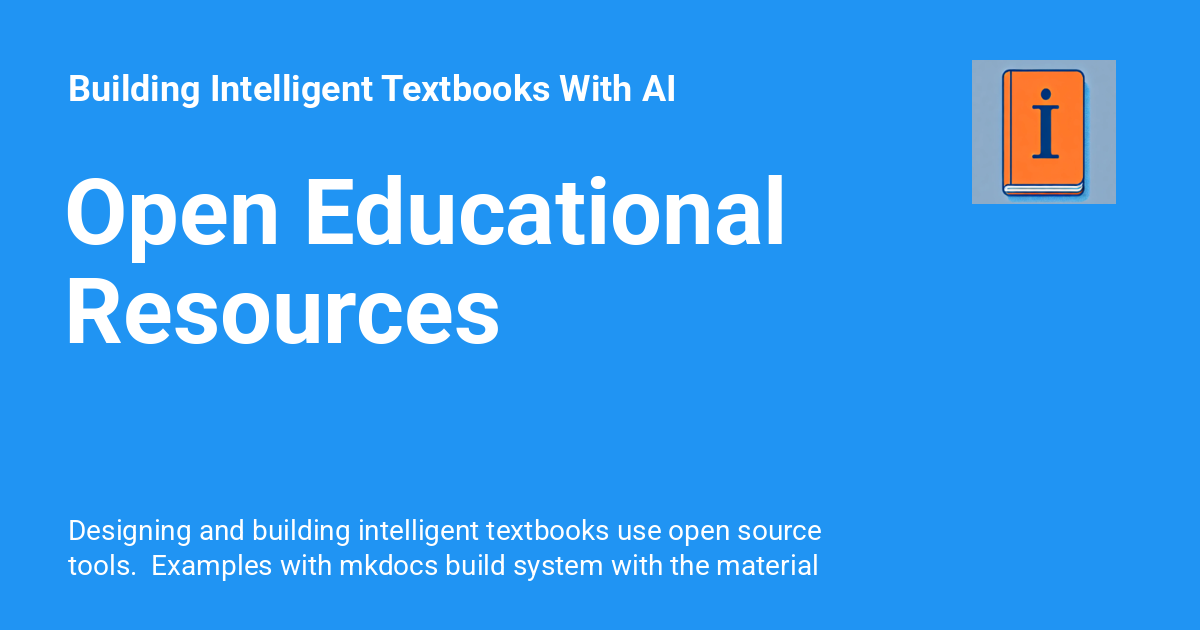 Building Intelligent Textbooks With AI
i
Open Educational
Resources
Designing and building intelligent textbooks use open source
tools.  Examples with mkdocs build system with the material